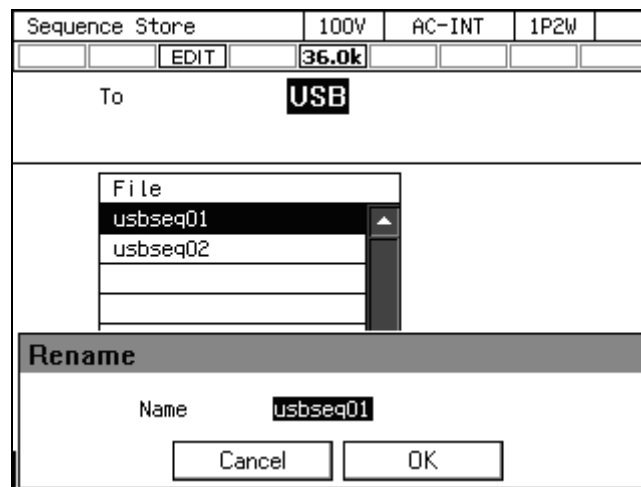 Sequence Store 100V AC-INT 1P2W
EDIT 36.0k
To USB
File
usbseq01
usbseq02
Rename
Name usbseq01
Cancel OK